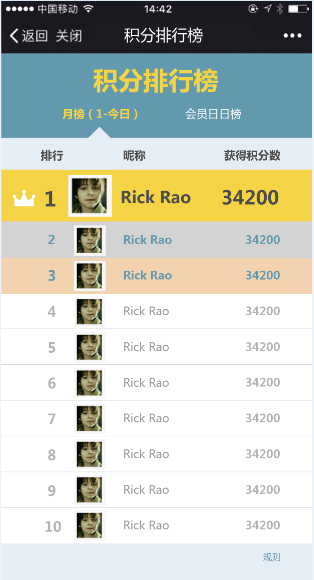 中国移动 14:42
返回 关闭 积分排行榜
积分排行榜
月榜（1-今日） 会员日日榜
排行 昵称 获得积分数
1 Rick Rao 34200
2 Rick Rao 34200
3 Rick Rao 34200
4 Rick Rao 34200
5 Rick Rao 34200
6 Rick Rao 34200
7 Rick Rao 34200
8 Rick Rao 34200
9 Rick Rao 34200
10 Rick Rao 34200
规则